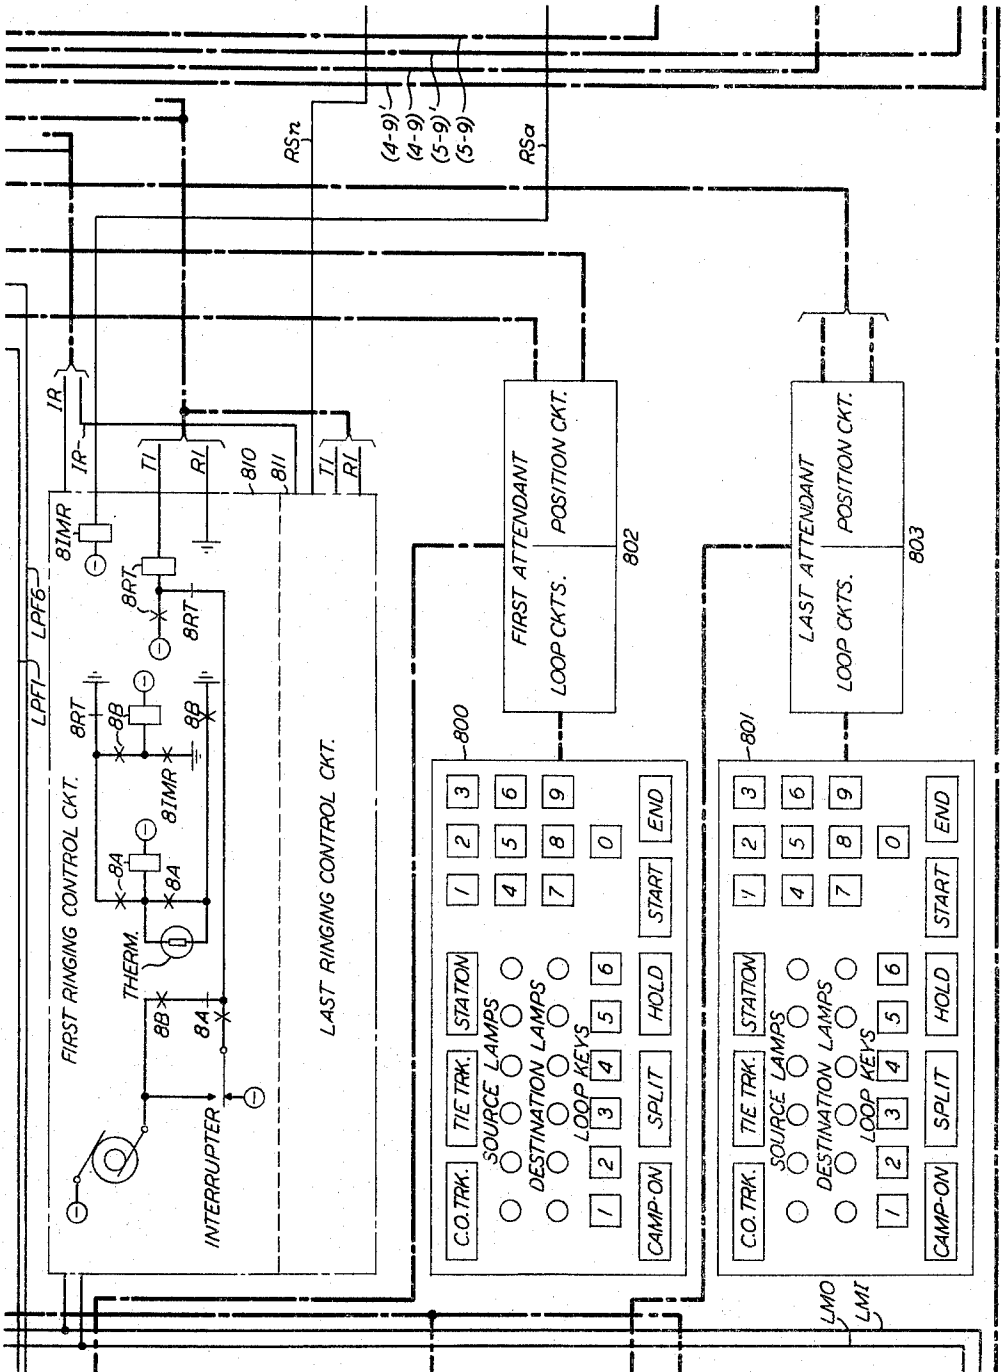 (4-9)'
(4-9)
(5-9)'
(5-9)
RSn
RSa
IR
IR
T1
R1
810
811
T1
R1
LPF1
LPF6
FIRST RINGING CONTROL CKT.
8IMR
8RT
8RT
8RT
8B
8B
8IMR
8A
8A
THERM.
8B
8A
INTERRUPTER
LAST RINGING CONTROL CKT.
FIRST ATTENDANT
LOOP CKTS.
POSITION CKT.
802
800
C.O. TRK.
TIE TRK.
STATION
1
2
3
SOURCE LAMPS
4
5
6
DESTINATION LAMPS
7
8
9
LOOP KEYS
1
2
3
4
5
6
0
CAMP-ON
SPLIT
HOLD
START
END
LAST ATTENDANT
LOOP CKTS.
POSITION CKT.
803
801
C.O. TRK.
TIE TRK.
STATION
1
2
3
SOURCE LAMPS
4
5
6
DESTINATION LAMPS
7
8
9
LOOP KEYS
1
2
3
4
5
6
0
CAMP-ON
SPLIT
HOLD
START
END
LMO
LMI